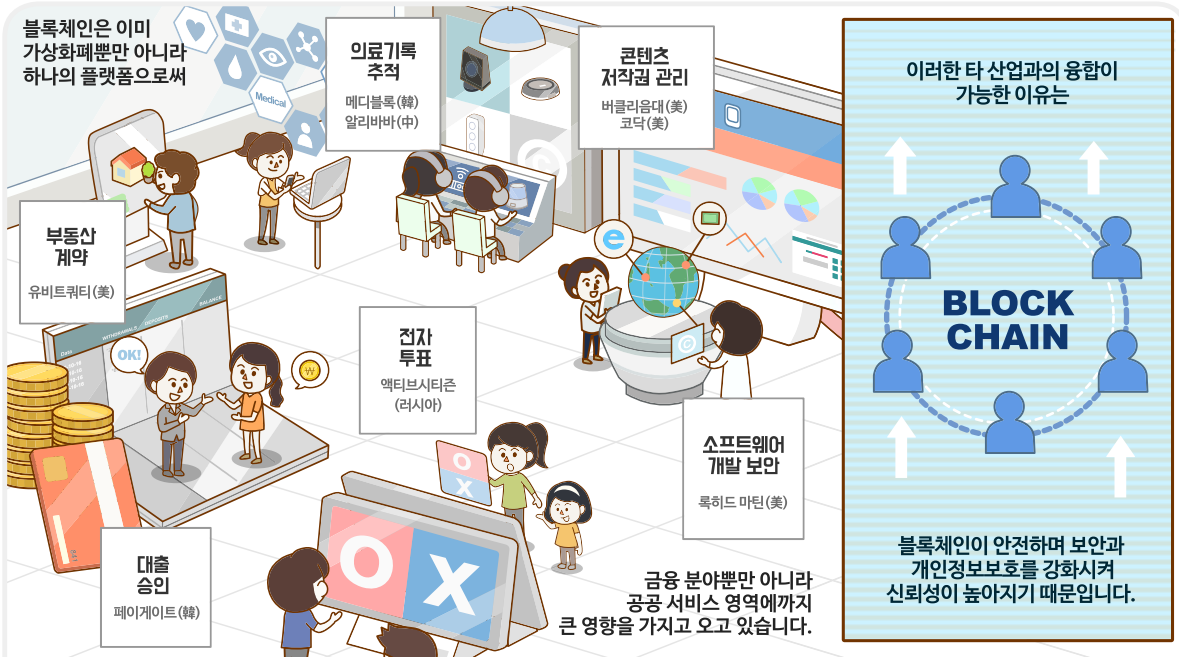 블록체인은 이미
가상화폐뿐만 아니라
하나의 플랫폼으로써
Medical
의료기록
추적
메디블록(韓)
알리바바(中)
콘텐츠
저작권 관리
버클리음대(美)
코닥(美)
부동산
계약
유비트쿼티(美)
BALANCE
DEPOSITS
WITHDRAWALS
Date
OK!
₩
e
©
©
전자
투표
액티브시티즌
(러시아)
소프트웨어
개발 보안
록히드 마틴(美)
O
X
O
X
대출
승인
페이게이트(韓)
금융 분야뿐만 아니라
공공 서비스 영역에까지
큰 영향을 가지고 오고 있습니다.
이러한 타 산업과의 융합이
가능한 이유는
BLOCK
CHAIN
블록체인이 안전하며 보안과
개인정보보호를 강화시켜
신뢰성이 높아지기 때문입니다.